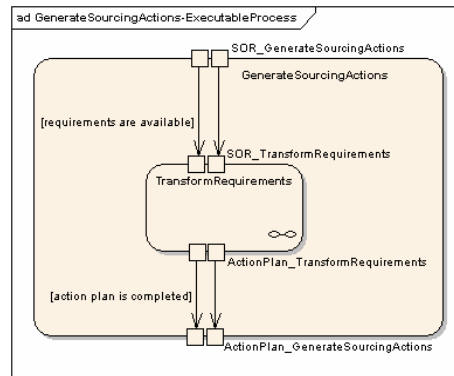 ad GenerateSourcingActions-ExecutableProcess
SOR_GenerateSourcingActions
GenerateSourcingActions
[requirements are available]
SOR_TransformRequirements
TransformRequirements
ActionPlan_TransformRequirements
[action plan is completed]
ActionPlan_GenerateSourcingActions